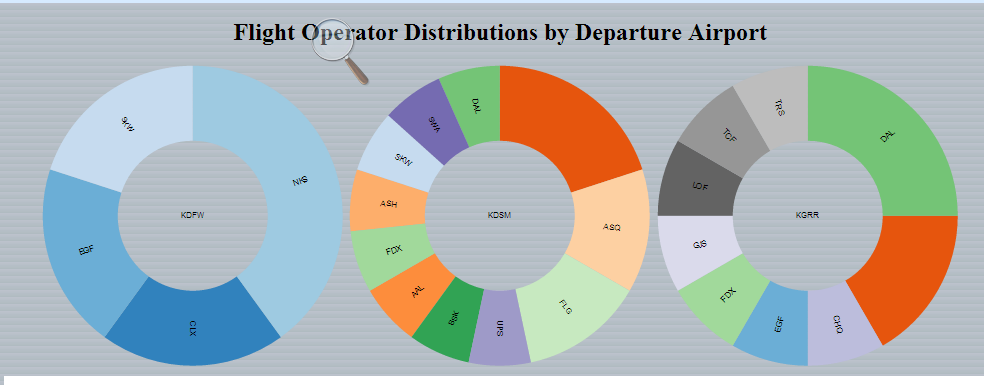 Flight Operator Distributions by Departure Airport
KDFW
NKS
CJX
EGF
SKW
KDSM
ASQ
FLG
UPS
BSK
AAL
FDX
ASH
SKW
SWA
DAL
KGRR
DAL
CHQ
EGF
FDX
GJS
LOF
TCF
TRS